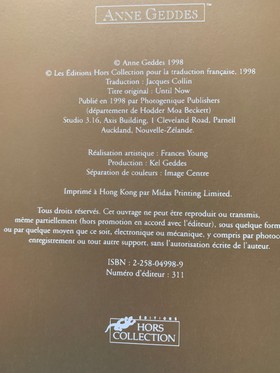 ANNE GEDDES ™
© Anne Geddes 1998
© Les Éditions Hors Collection pour la traduction française, 1998
Traduction : Jacques Collin
Titre original : Until Now
Publié en 1998 par Photogenique Publishers
(département de Hodder Moa Beckett)
Studio 3.16, Axis Building, 1 Cleveland Road, Parnell
Auckland, Nouvelle-Zélande.
Réalisation artistique : Frances Young
Production : Kel Geddes
Séparation de couleurs : Image Centre
Imprimé à Hong Kong par Midas Printing Limited.
Tous droits réservés. Cet ouvrage ne peut être reproduit ou transmis,
même partiellement (hors promotion en accord avec l'éditeur), sous quelque form
ou par quelque moyen que ce soit, électronique ou mécanique, y compris par photoco
enregistrement ou tout autre support, sans l'autorisation écrite de l'auteur.
ISBN : 2-258-04998-9
Numéro d'éditeur : 311
EDITIONS
HORS
COLLECTION